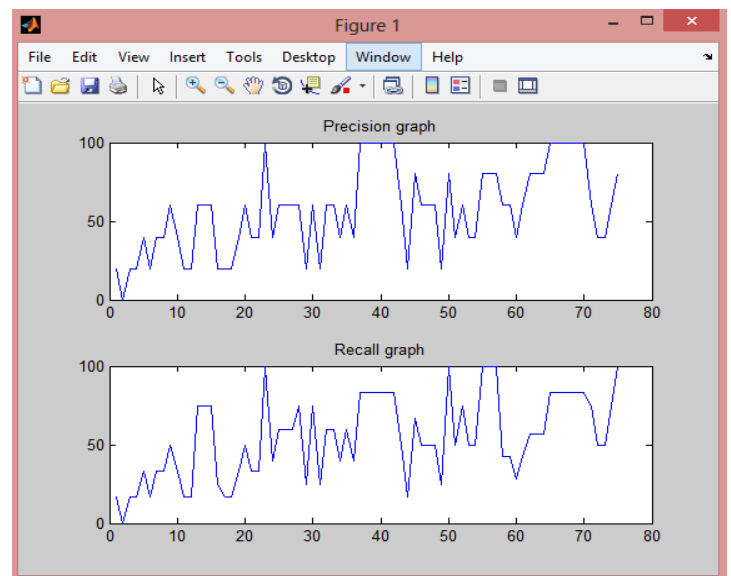 Figure 1
File Edit View Insert Tools Desktop Window Help
Precision graph
100
50
0
0 10 20 30 40 50 60 70 80
Recall graph
100
50
0
0 10 20 30 40 50 60 70 80